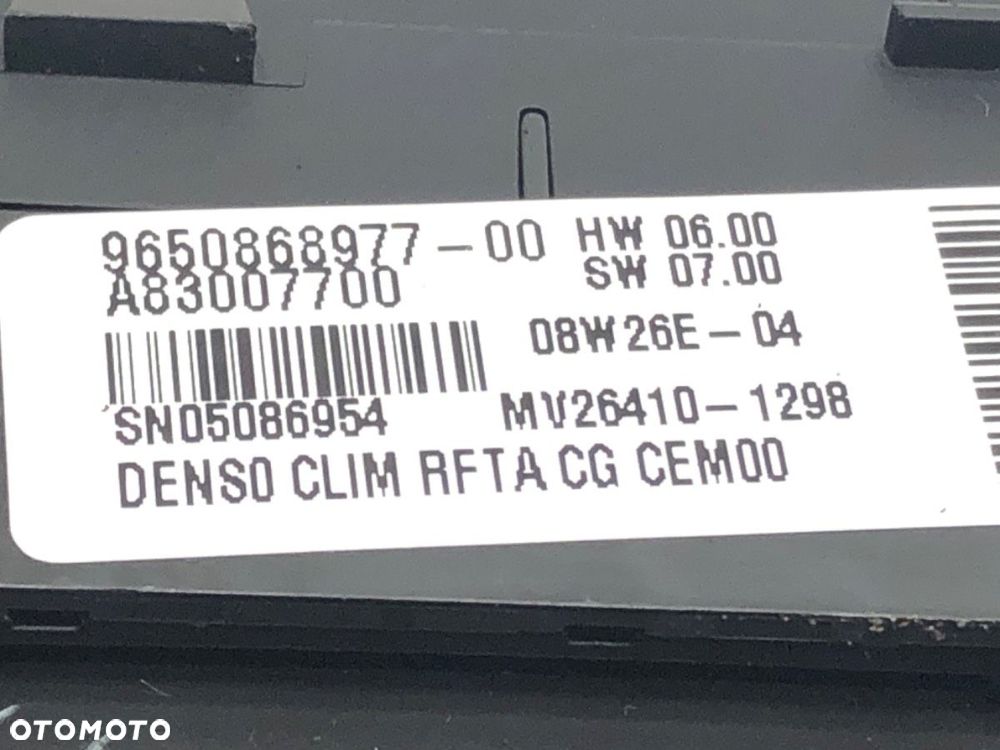 9650868977-00 HW 06.00
A83007700 SW 07.00
08W26E-04
SN05086954 MV26410-1298
DENSO CLIM RFTA CG CEM00
OTOMOTO